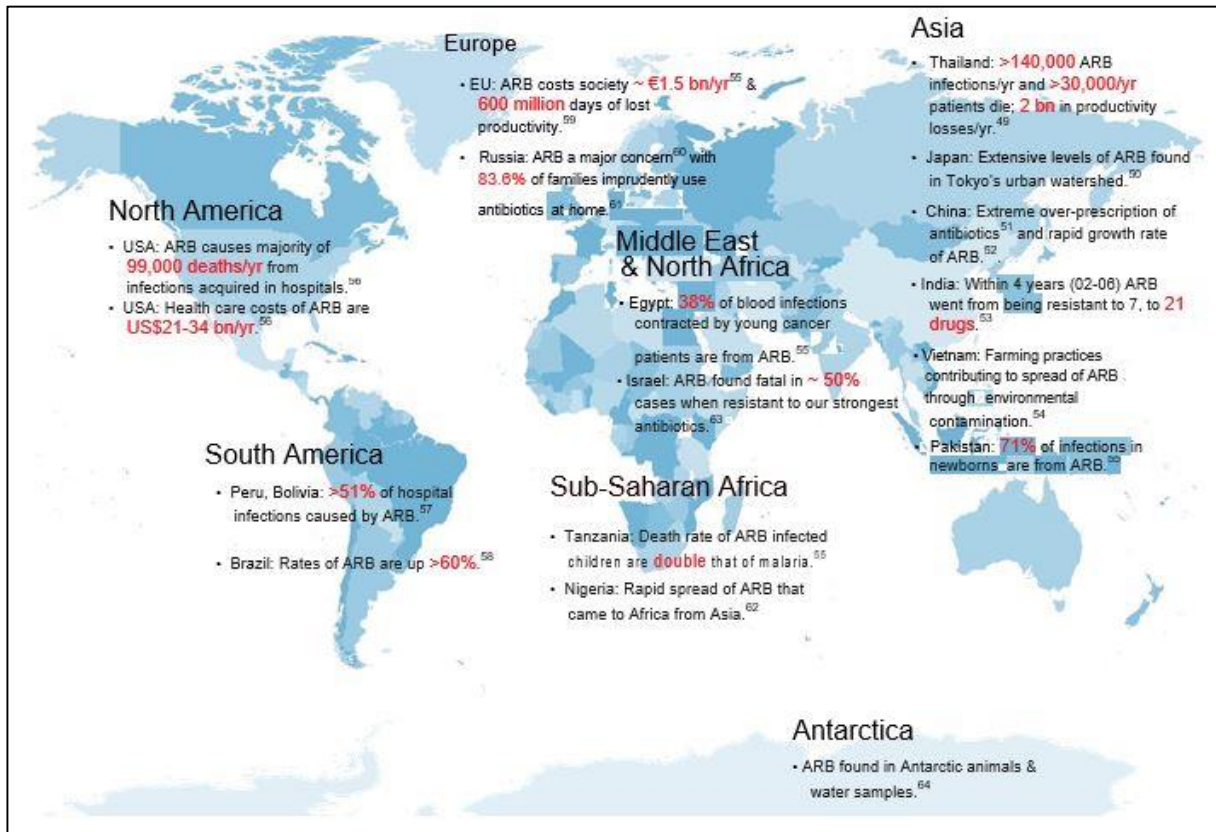 Europe
• EU: ARB costs society ~ €1.5 bn/yr55 &
600 million days of lost
productivity.59
• Russia: ARB a major concern60 with
83.6% of families imprudently use
antibiotics at home.61
Asia
• Thailand: >140,000 ARB
infections/yr and >30,000/yr
patients die; 2 bn in productivity
losses/yr.49
• Japan: Extensive levels of ARB found
in Tokyo's urban watershed.50
• China: Extreme over-prescription of
antibiotics51 and rapid growth rate
of ARB.52.
• India: Within 4 years (02-06) ARB
went from being resistant to 7, to 21
drugs.53
• Vietnam: Farming practices
contributing to spread of ARB
through environmental
contamination.54
• Pakistan: 71% of infections in
newborns are from ARB.55
North America
• USA: ARB causes majority of
99,000 deaths/yr from
infections acquired in hospitals.56
• USA: Health care costs of ARB are
US$21-34 bn/yr.56
Middle East
& North Africa
• Egypt: 38% of blood infections
contracted by young cancer
patients are from ARB.55
• Israel: ARB found fatal in ~ 50%
cases when resistant to our strongest
antibiotics.63
South America
• Peru, Bolivia: >51% of hospital
infections caused by ARB.57
• Brazil: Rates of ARB are up >60%.58
Sub-Saharan Africa
• Tanzania: Death rate of ARB infected
children are double that of malaria.55
• Nigeria: Rapid spread of ARB that
came to Africa from Asia.62
Antarctica
• ARB found in Antarctic animals &
water samples.64